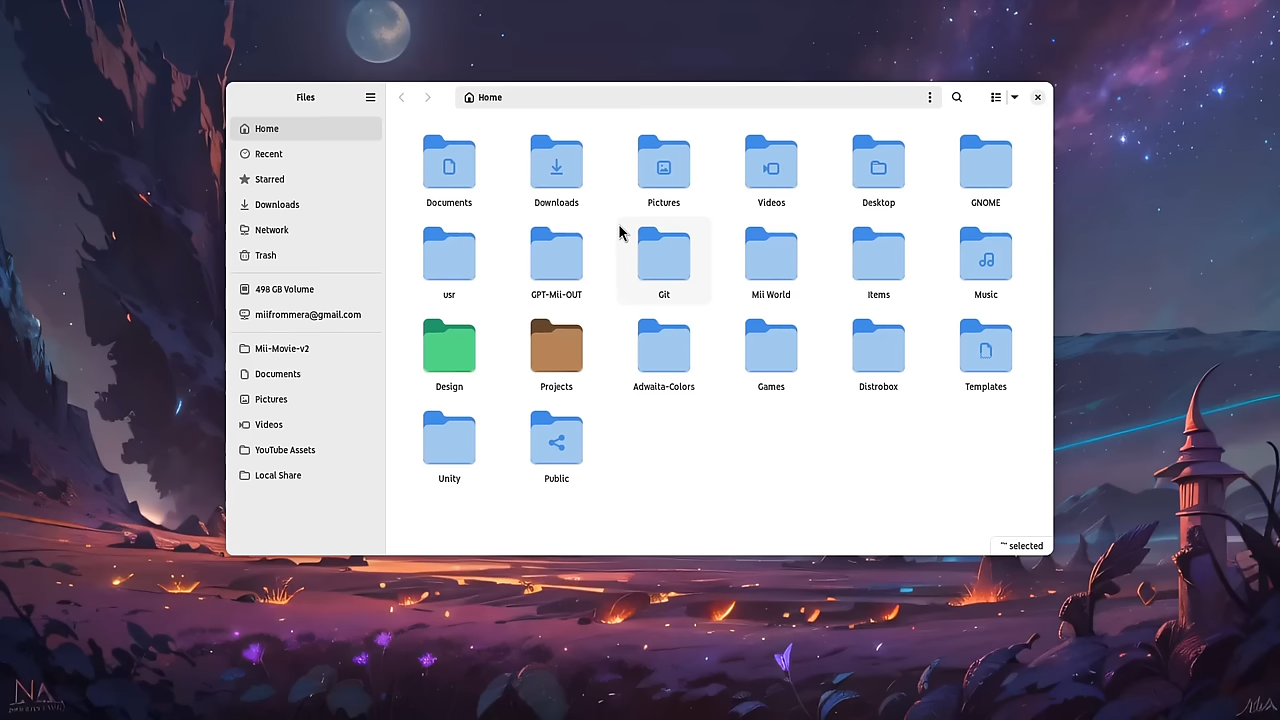 Files
Home
Home
Recent
Starred
Downloads
Network
Trash
498 GB Volume
miifrommera@gmail.com
Mii-Movie-v2
Documents
Pictures
Videos
YouTube Assets
Local Share
Documents Downloads Pictures Videos Desktop GNOME
usr GPT-Mii-OUT Git Mii World Items Music
Design Projects Adwaita-Colors Games Distrobox Templates
Unity Public
selected
NA